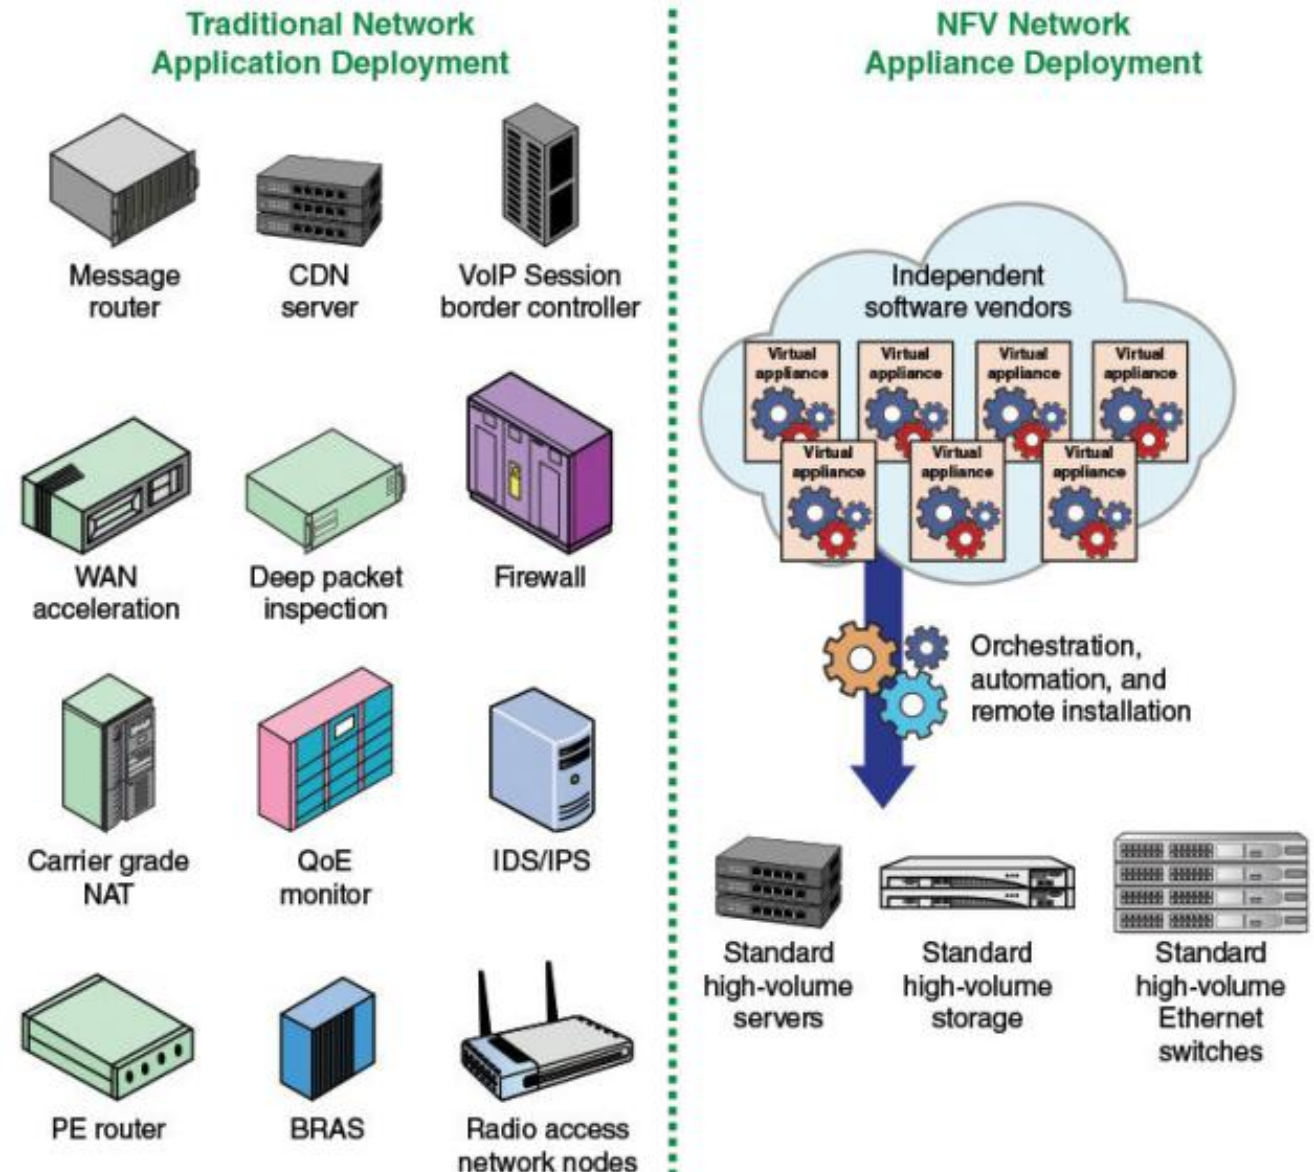 Traditional Network
Application Deployment
Message
router
CDN
server
VoIP Session
border controller
WAN
acceleration
Deep packet
inspection
Firewall
Carrier grade
NAT
QoE
monitor
IDS/IPS
PE router
BRAS
Radio access
network nodes
NFV Network
Appliance Deployment
Independent
software vendors
Virtual
appliance
Virtual
appliance
Virtual
appliance
Virtual
appliance
Virtual
appliance
Virtual
appliance
Virtual
appliance
Orchestration,
automation, and
remote installation
Standard
high-volume
servers
Standard
high-volume
storage
Standard
high-volume
Ethernet
switches